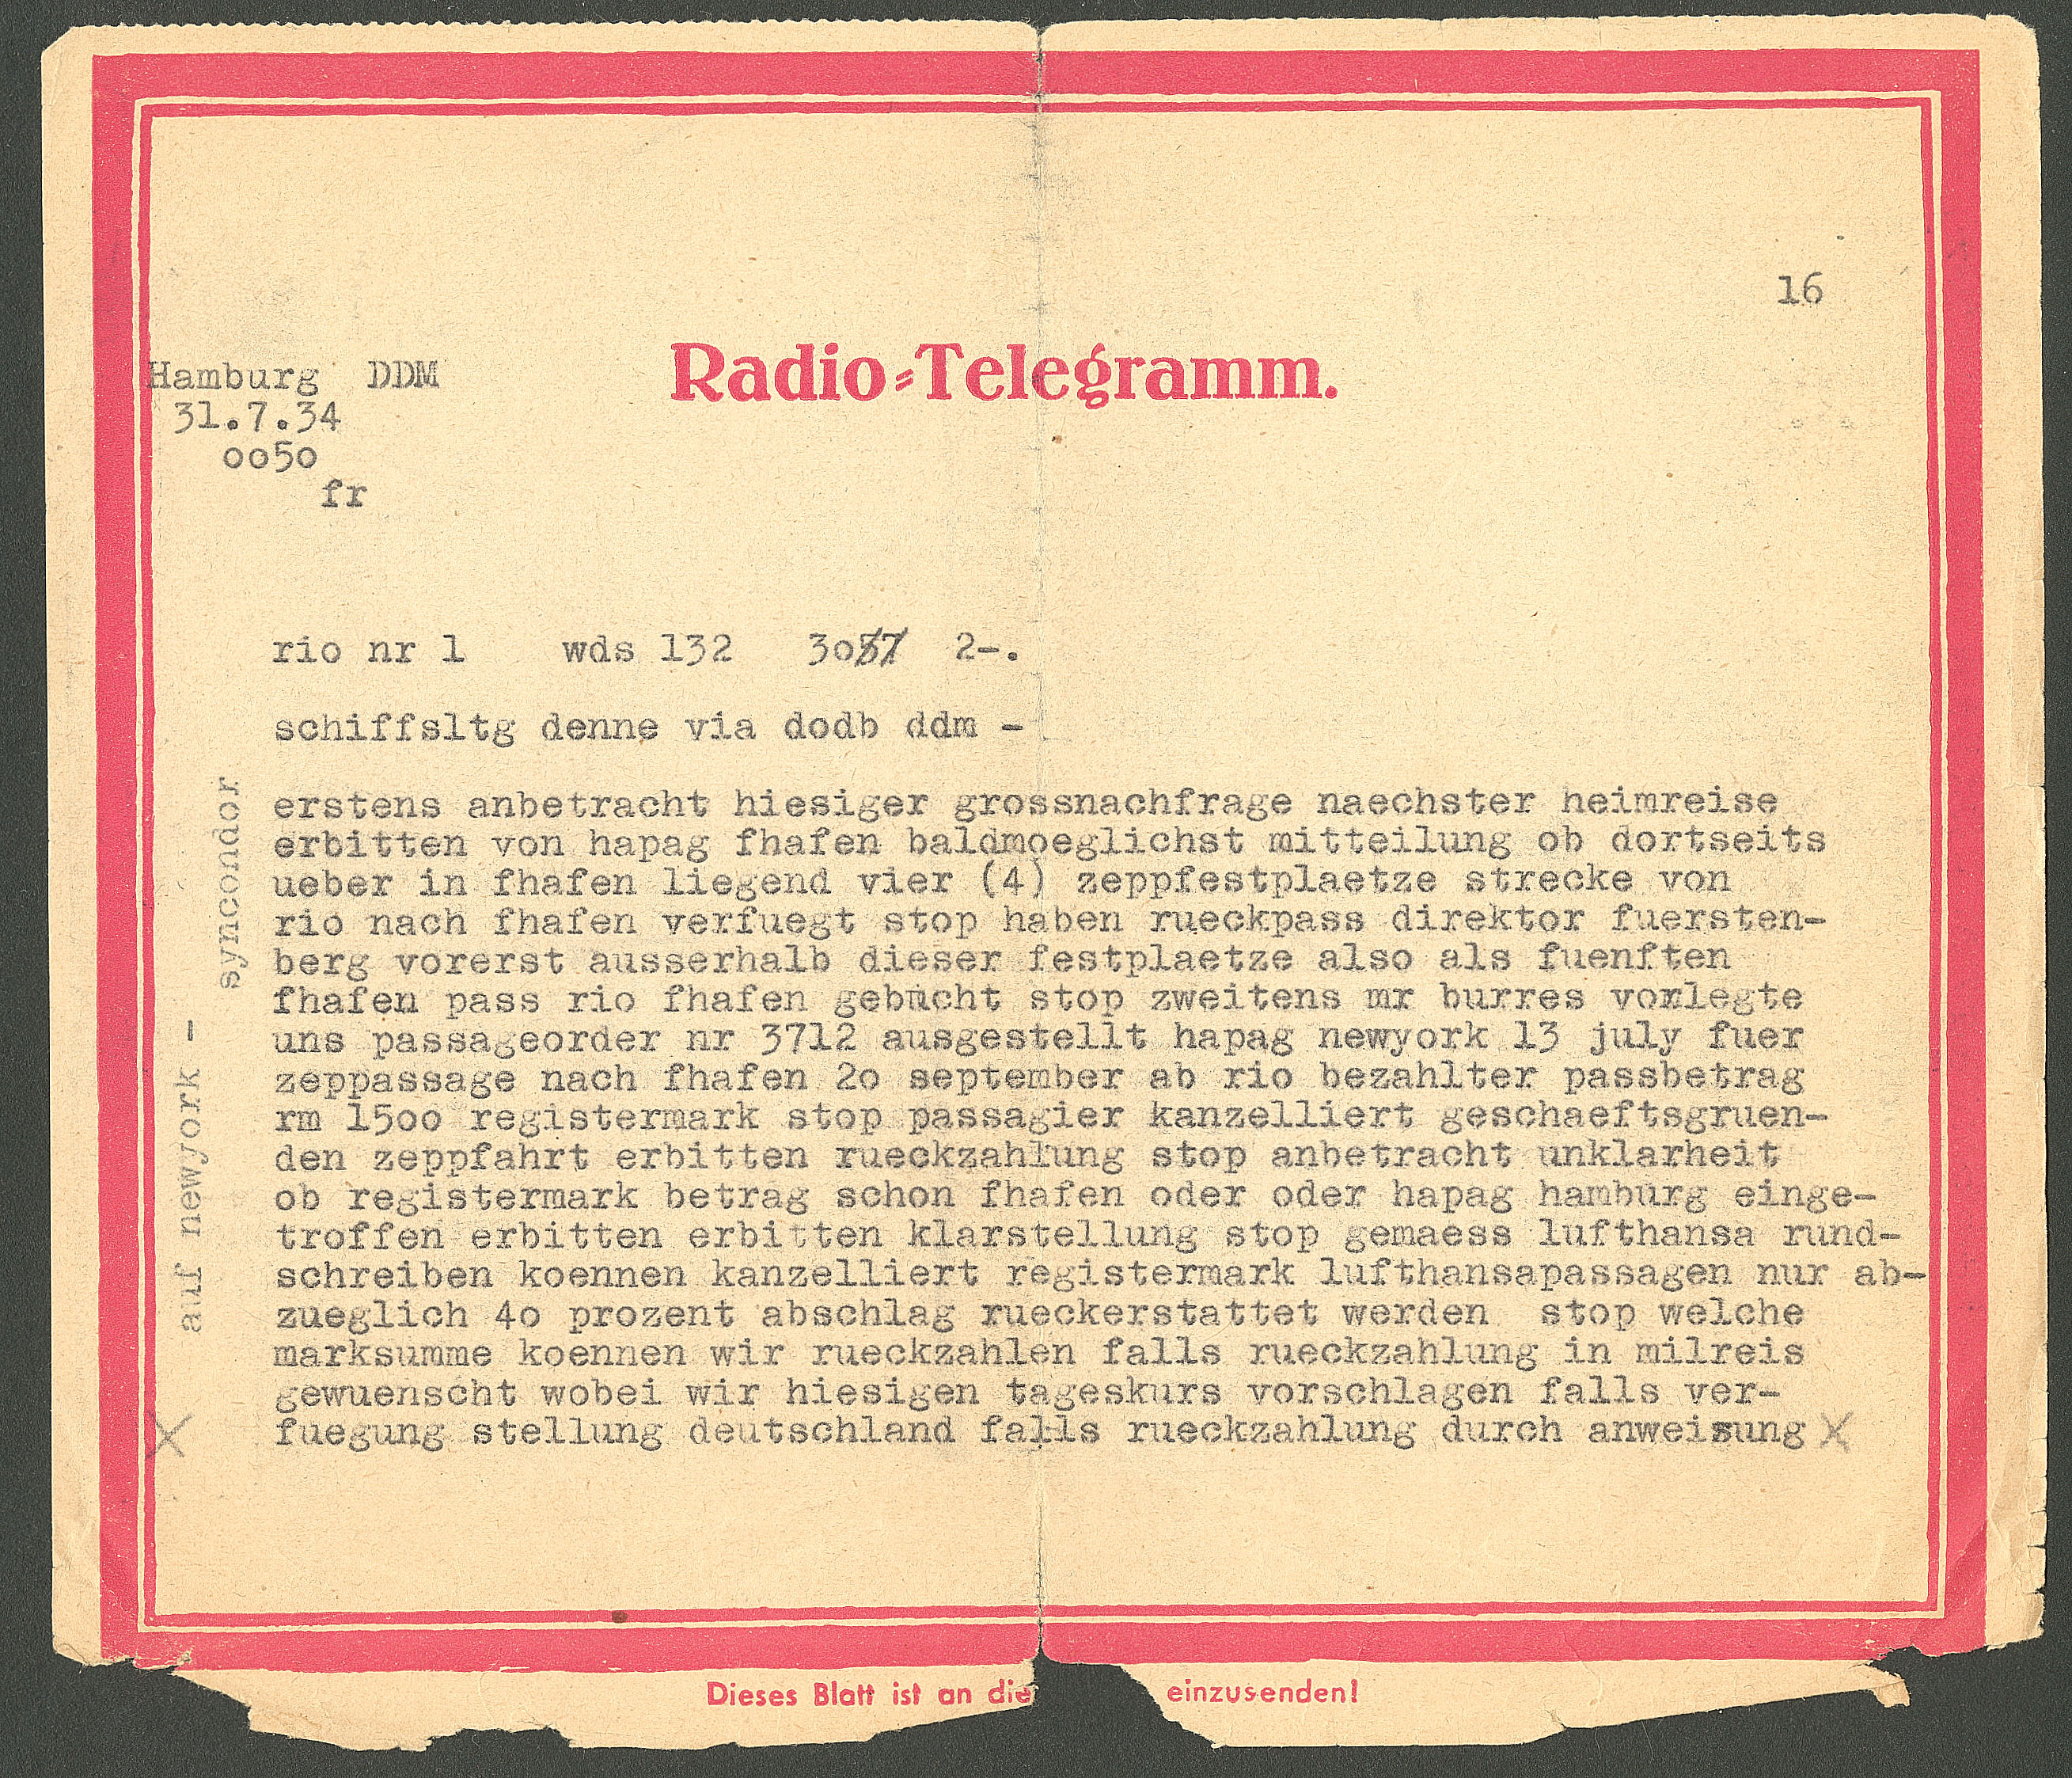 16
Radio=Telegramm.
Hamburg DDM
31.7.34
oo5o
fr
rio nr 1 wds 132 3o37 2-.
schiffsltg denne via dodb ddm -
erstens anbetracht hiesiger grossnachfrage naechster heimreise
erbitten von hapag fhafen baldmoeglichst mitteilung ob dortseits
ueber in fhafen liegend vier (4) zeppfestplaetze strecke von
rio nach fhafen verfuegt stop haben rueckpass direktor fuersten-
berg vorerst ausserhalb dieser festplaetze also als fuenften
fhafen pass rio fhafen gebucht stop zweitens mr burres vorlegte
uns passageorder nr 3712 ausgestellt hapag newyork 13 july fuer
zeppassage nach fhafen 2o september ab rio bezahlter passbetrag
rm 15oo registermark stop passagier kanzelliert geschaeftsgruen-
den zeppfahrt erbitten rueckzahlung stop anbetracht unklarheit
ob registermark betrag schon fhafen oder oder hapag hamburg einge-
troffen erbitten erbitten klarstellung stop gemaess lufthansa rund-
schreiben koennen kanzelliert registermark lufthansapassagen nur ab-
zueglich 4o prozent abschlag rueckerstattet werden stop welche
marksumme koennen wir rueckzahlen falls rueckzahlung in milreis
gewuenscht wobei wir hiesigen tageskurs vorschlagen falls ver-
fuegung stellung deutschland falls rueckzahlung durch anweisung X
X auf newyork -
syncondor
Dieses Blatt ist an die einzusenden!